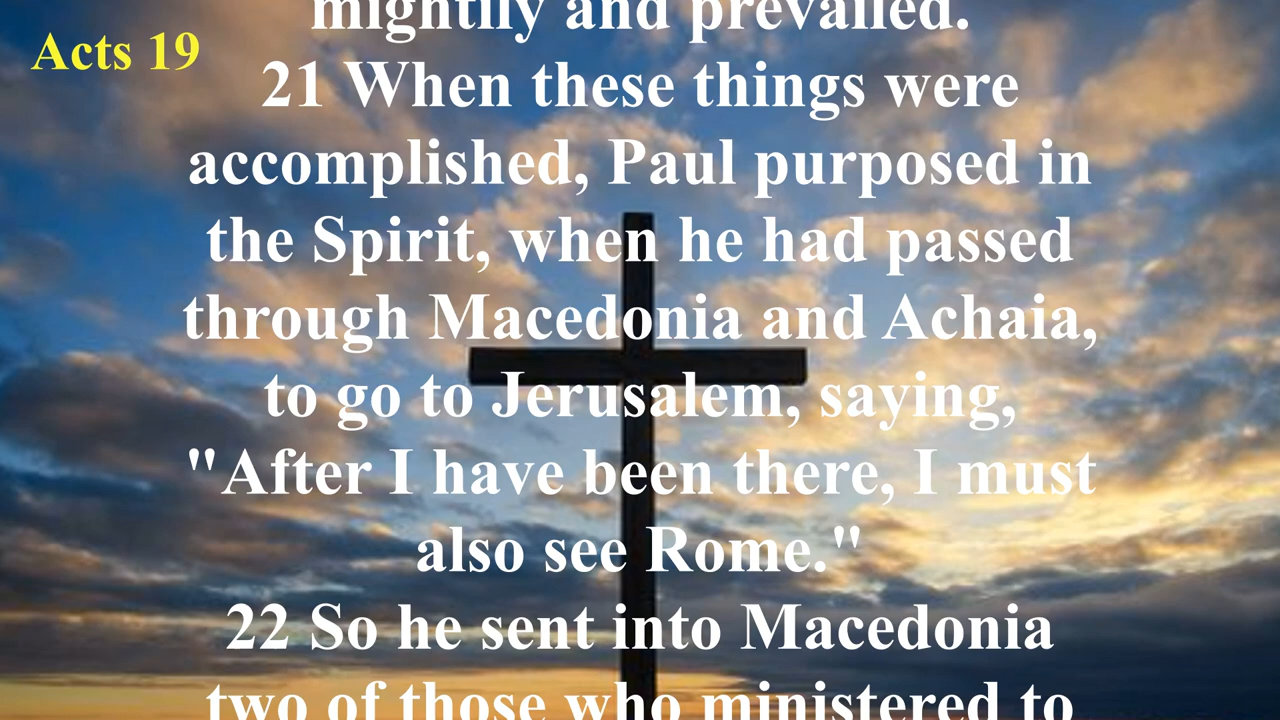 mightily and prevailed.
Acts 19
21 When these things were
accomplished, Paul purposed in
the Spirit, when he had passed
through Macedonia and Achaia,
to go to Jerusalem, saying,
"After I have been there, I must
also see Rome."
22 So he sent into Macedonia
two of those who ministered to